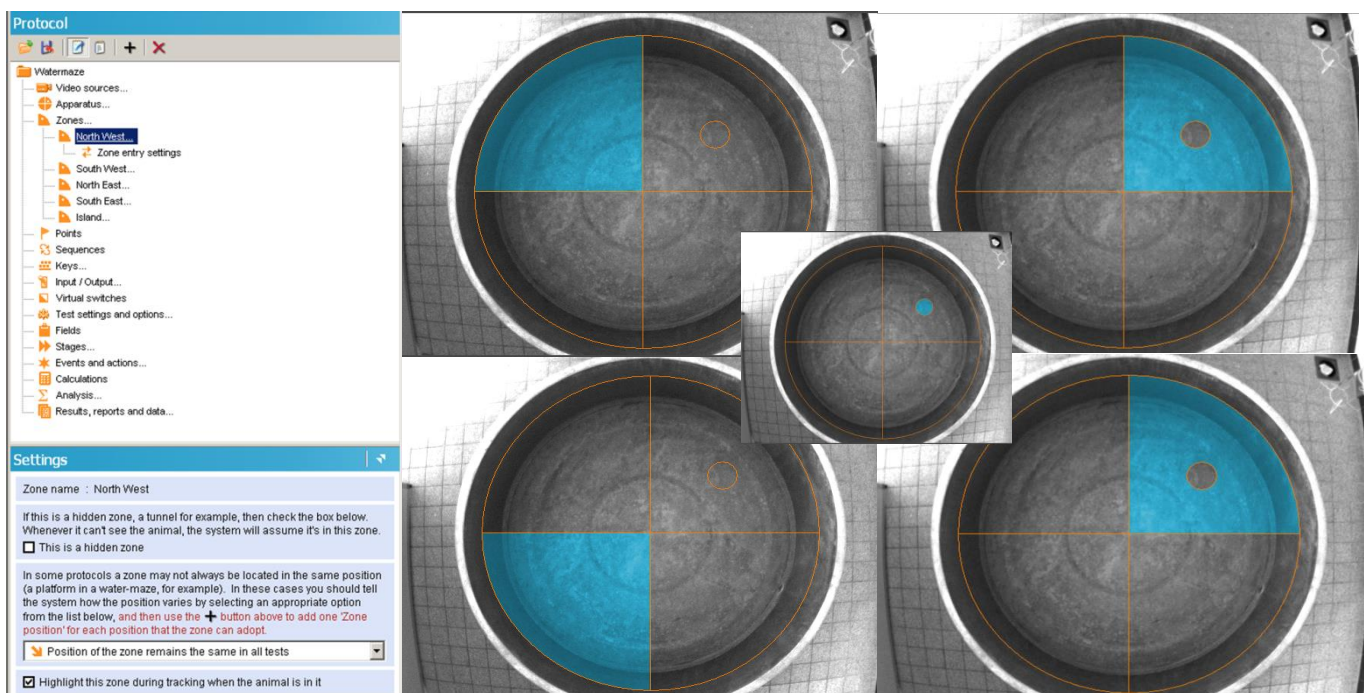 Protocol
Watermaze
Video sources...
Apparatus...
Zones...
North West...
Zone entry settings
South West...
North East...
South East...
Island...
Points
Sequences
Keys...
Input / Output...
Virtual switches
Test settings and options...
Fields
Stages...
Events and actions...
Calculations
Analysis...
Results, reports and data...
Settings
Zone name : North West
If this is a hidden zone, a tunnel for example, then check the box below.
Whenever it can't see the animal, the system will assume it's in this zone.
This is a hidden zone
In some protocols a zone may not always be located in the same position
(a platform in a water-maze, for example). In these cases you should tell
the system how the position varies by selecting an appropriate option
from the list below, and then use the + button above to add one 'Zone
position' for each position that the zone can adopt.
Position of the zone remains the same in all tests
Highlight this zone during tracking when the animal is in it